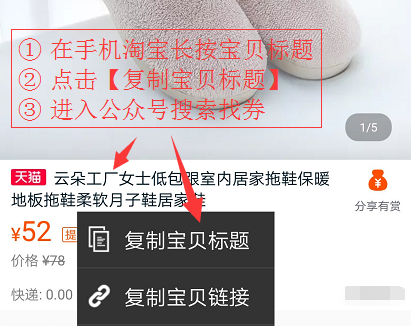 ① 在手机淘宝长按宝贝标题
② 点击【复制宝贝标题】
③ 进入公众号搜索找券
1/5
天猫 云朵工厂女士低包跟室内居家拖鞋保暖
地板拖鞋柔软月子鞋居家鞋
分享有赏
¥52
价格 ¥78
复制宝贝标题
快递: 0.00
复制宝贝链接